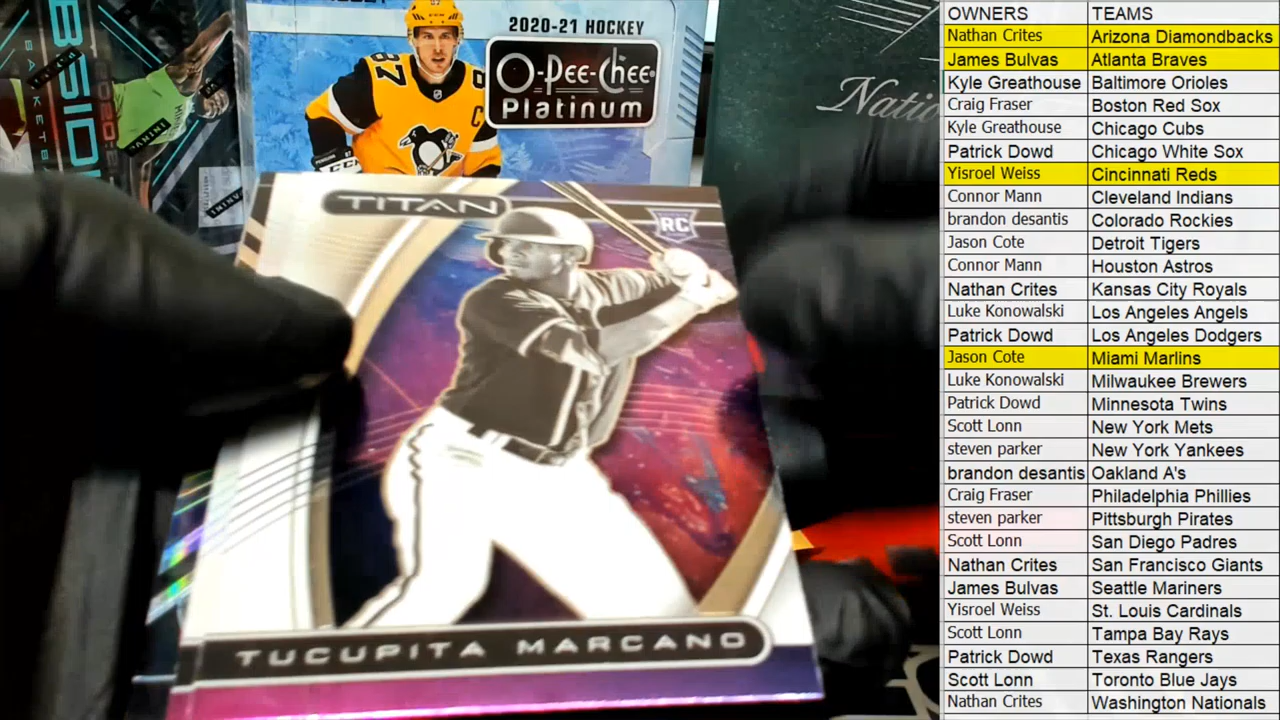 2020-21 HOCKEY
O-PEE-CHEE
PLATINUM
87
C
PANINI
PANINI
Natio
TITAN
RC
TUCUPITA MARCANO
OWNERS TEAMS
Nathan Crites Arizona Diamondbacks
James Bulvas Atlanta Braves
Kyle Greathouse Baltimore Orioles
Craig Fraser Boston Red Sox
Kyle Greathouse Chicago Cubs
Patrick Dowd Chicago White Sox
Yisroel Weiss Cincinnati Reds
Connor Mann Cleveland Indians
brandon desantis Colorado Rockies
Jason Cote Detroit Tigers
Connor Mann Houston Astros
Nathan Crites Kansas City Royals
Luke Konowalski Los Angeles Angels
Patrick Dowd Los Angeles Dodgers
Jason Cote Miami Marlins
Luke Konowalski Milwaukee Brewers
Patrick Dowd Minnesota Twins
Scott Lonn New York Mets
steven parker New York Yankees
brandon desantis Oakland A's
Craig Fraser Philadelphia Phillies
steven parker Pittsburgh Pirates
Scott Lonn San Diego Padres
Nathan Crites San Francisco Giants
James Bulvas Seattle Mariners
Yisroel Weiss St. Louis Cardinals
Scott Lonn Tampa Bay Rays
Patrick Dowd Texas Rangers
Scott Lonn Toronto Blue Jays
Nathan Crites Washington Nationals